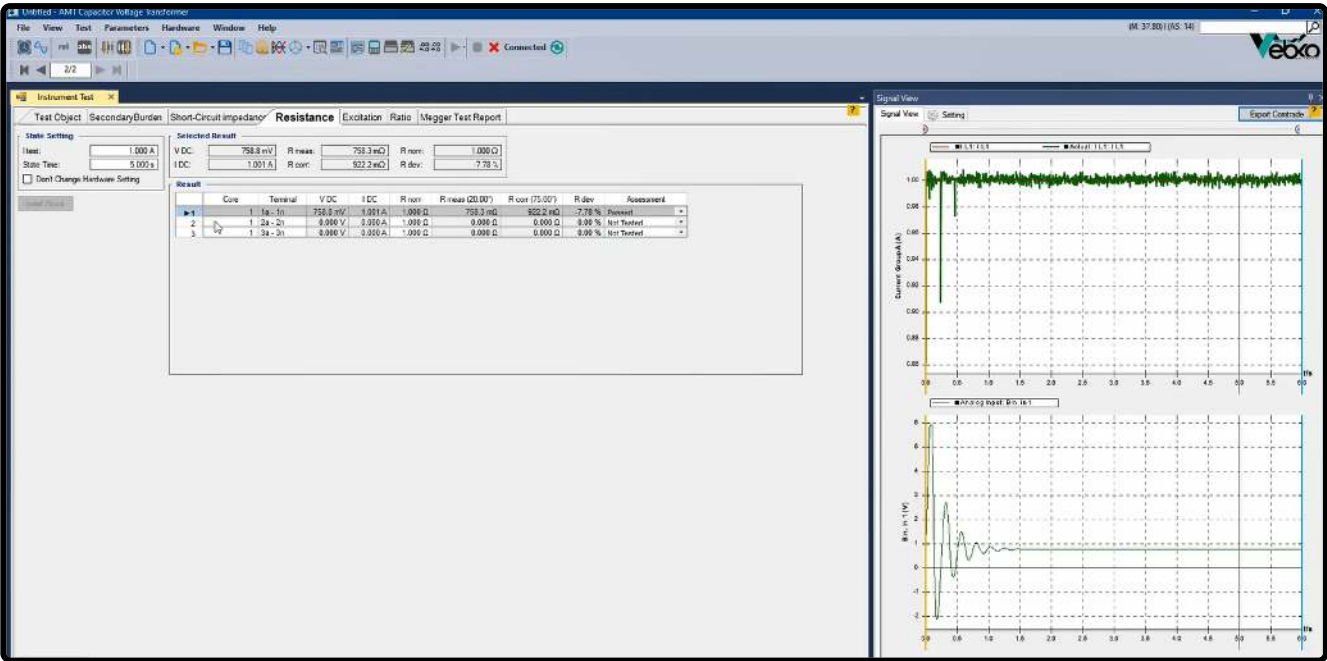 Untitled - AMT Capacitor Voltage Transformer
File View Test Parameters Hardware Window Help
(M: 37.80) | (AS: 14)
Connected
Vebko
2/2
Instrument Test
Test Object SecondaryBurden Short-Circuit Impedanc Resistance Excitation Ratio Megger Test Report
State Setting
I test: 1.000 A
State Time: 5.000 s
Don't Change Hardware Setting
Selected Result
V DC: 758.8 mV R meas: 758.3 mΩ R nom: 1.000 Ω
I DC: 1.001 A R corr: 922.2 mΩ R dev: 7.78 %
Result
Core Terminal V DC I DC R nom R meas (20.00°) R corr (75.00°) R dev Assessment
1 1 1a - 1n 758.8 mV 1.001 A 1.000 Ω 758.3 mΩ 922.2 mΩ -7.78 % Passed
2 1 2a - 2n 0.000 V 0.000 A 1.000 Ω 0.000 Ω 0.000 Ω 0.00 % Not Tested
3 1 3a - 3n 0.000 V 0.000 A 1.000 Ω 0.000 Ω 0.000 Ω 0.00 % Not Tested
Signal View
Signal View Setting Export Comtrade
Current Group A (A)
1.00
0.98
0.96
0.94
0.92
0.90
0.88
0.86
t/s
0.0 0.5 1.0 1.5 2.0 2.5 3.0 3.5 4.0 4.5 5.0 5.5 6.0
Analog Input: Bin. in 1
Bin. in 1 (V)
6
5
4
3
2
1
0
-1
-2
t/s
0.0 0.5 1.0 1.5 2.0 2.5 3.0 3.5 4.0 4.5 5.0 5.5 6.0